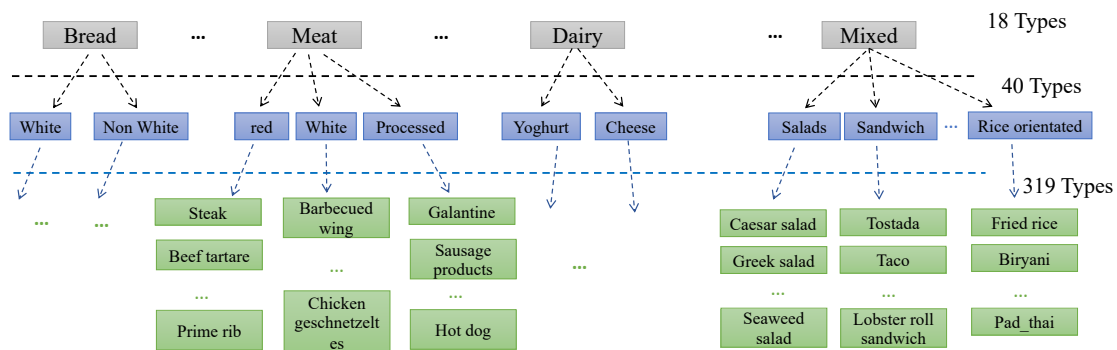 18 Types
Bread ... Meat ... Dairy ... Mixed
40 Types
White Non White red White Processed Yoghurt Cheese Salads Sandwich ... Rice orientated
319 Types
... ... Steak Barbecued wing Galantine ... Caesar salad Tostada Fried rice
Beef tartare ... Sausage products Greek salad Taco Biryani
... ... ... ... ...
Prime rib Chicken geschnetzelt es Hot dog Seaweed salad Lobster roll sandwich Pad_thai